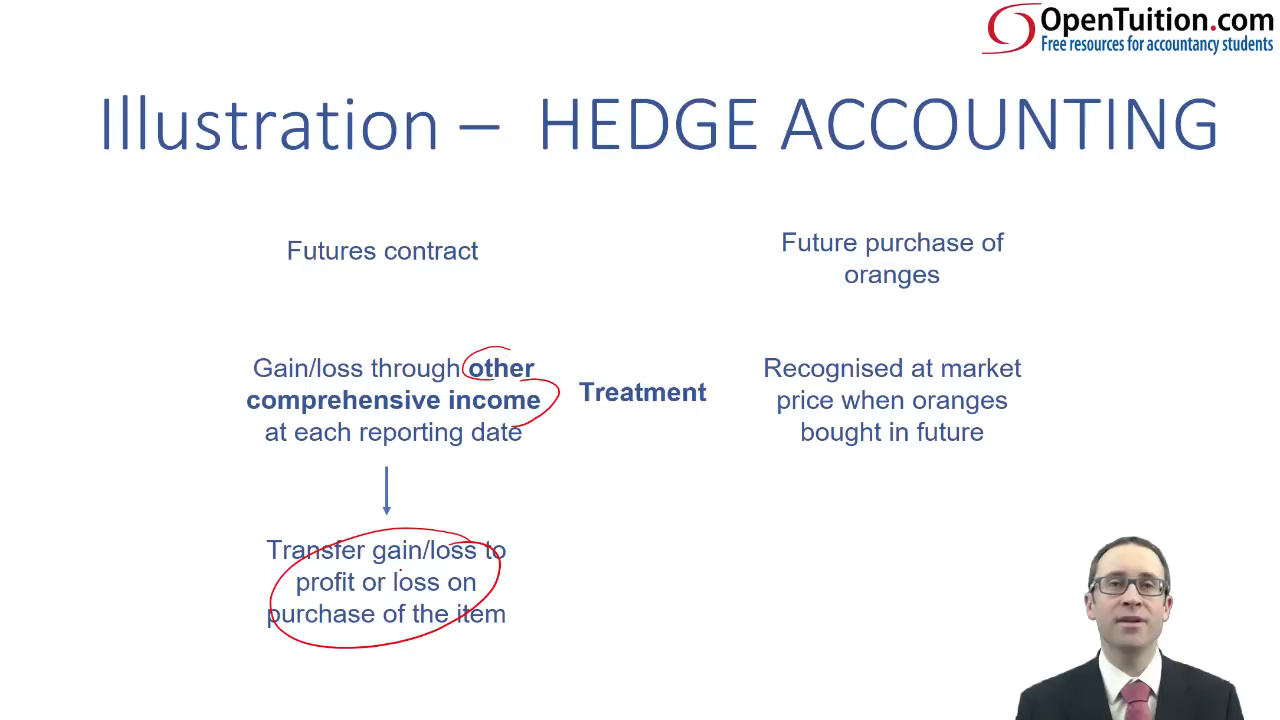 OpenTuition.com
Free resources for accountancy students
Illustration – HEDGE ACCOUNTING
Futures contract
Future purchase of
oranges
Gain/loss through other
comprehensive income
at each reporting date
Treatment
Recognised at market
price when oranges
bought in future
Transfer gain/loss to
profit or loss on
purchase of the item